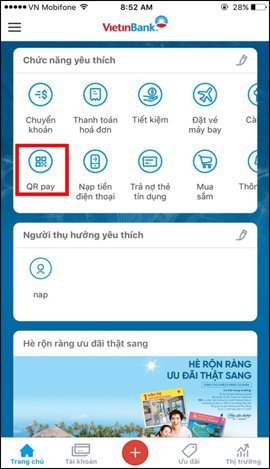 VN Mobifone
8:52 AM
28%
VietinBank
Chức năng yêu thích
Chuyển khoản
Thanh toán hoá đơn
Tiết kiệm
Đặt vé máy bay
QR pay
Nạp tiền điện thoại
Trả nợ thẻ tín dụng
Mua sắm
Người thụ hưởng yêu thích
nap
Hè rộn ràng ưu đãi thật sang
HÈ RỘN RÀNG
ƯU ĐÃI THẬT SANG
Trang chủ
Tài khoản
Ưu đãi
Thị trường